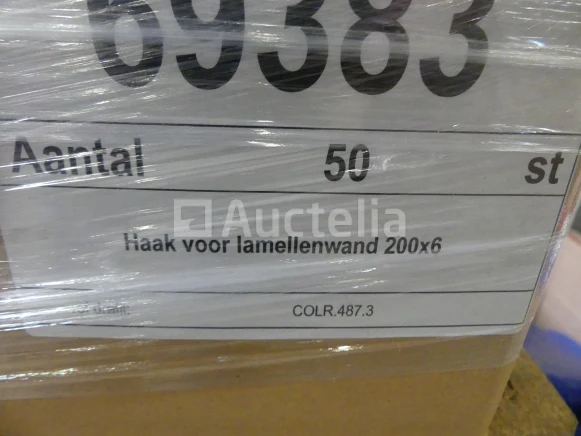 69383
Aantal 50 st
Auctelia
Haak voor lamellenwand 200x6
COLR.487.3